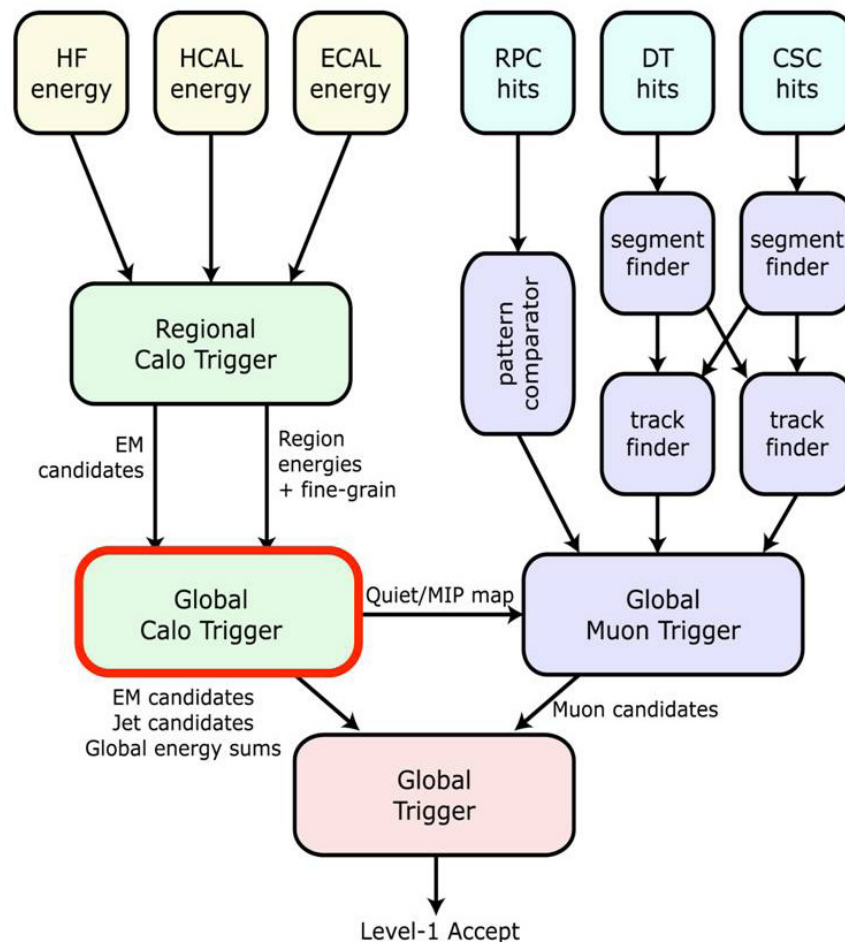 HF
energy
HCAL
energy
ECAL
energy
RPC
hits
DT
hits
CSC
hits
segment
finder
segment
finder
Regional
Calo Trigger
pattern
comparator
EM
candidates
Region
energies
+ fine-grain
track
finder
track
finder
Global
Calo Trigger
Quiet/MIP map
Global
Muon Trigger
EM candidates
Jet candidates
Global energy sums
Muon candidates
Global
Trigger
Level-1 Accept